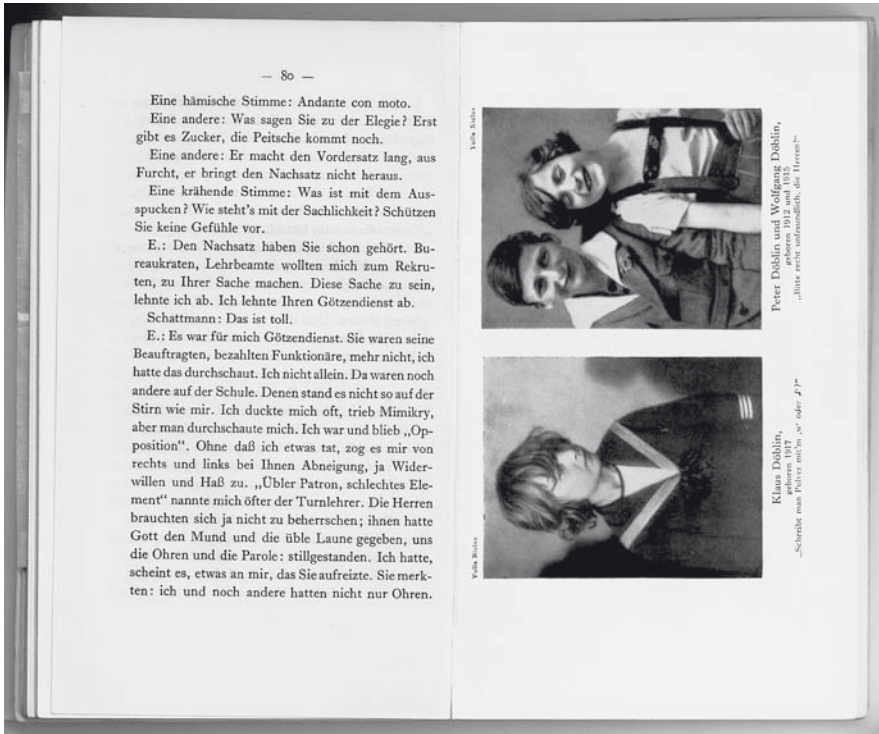 — 80 —
Eine hämische Stimme: Andante con moto.
Eine andere: Was sagen Sie zu der Elegie? Erst
gibt es Zucker, die Peitsche kommt noch.
Eine andere: Er macht den Vordersatz lang, aus
Furcht, er bringt den Nachsatz nicht heraus.
Eine krähende Stimme: Was ist mit dem Aus-
spucken? Wie steht's mit der Sachlichkeit? Schützen
Sie keine Gefühle vor.
E.: Den Nachsatz haben Sie schon gehört. Bu-
reaukraten, Lehrbeamte wollten mich zum Rekru-
ten, zu Ihrer Sache machen. Diese Sache zu sein,
lehnte ich ab. Ich lehnte Ihren Götzendienst ab.
Schattmann: Das ist toll.
E.: Es war für mich Götzendienst. Sie waren seine
Beauftragten, bezahlten Funktionäre, mehr nicht, ich
hatte das durchschaut. Ich nicht allein. Da waren noch
andere auf der Schule. Denen stand es nicht so auf der
Stirn wie mir. Ich duckte mich oft, trieb Mimikry,
aber man durchschaute mich. Ich war und blieb „Op-
position“. Ohne daß ich etwas tat, zog es mir von
rechts und links bei Ihnen Abneigung, ja Wider-
willen und Haß zu. „Übler Patron, schlechtes Ele-
ment“ nannte mich öfter der Turnlehrer. Die Herren
brauchten sich ja nicht zu beherrschen; ihnen hatte
Gott den Mund und die üble Laune gegeben, uns
die Ohren und die Parole: stillgestanden. Ich hatte,
scheint es, etwas an mir, das Sie aufreizte. Sie merk-
ten: ich und noch andere hatten nicht nur Ohren.
Yolla Niclas
Peter Döblin und Wolfgang Döblin,
geboren 1912 und 1915
„Bitte recht unfreundlich, die Herren!“
Yolla Niclas
Klaus Döblin,
geboren 1917
„Schreibt man Pulver mit'm ‚w‘ oder ‚f‘?“